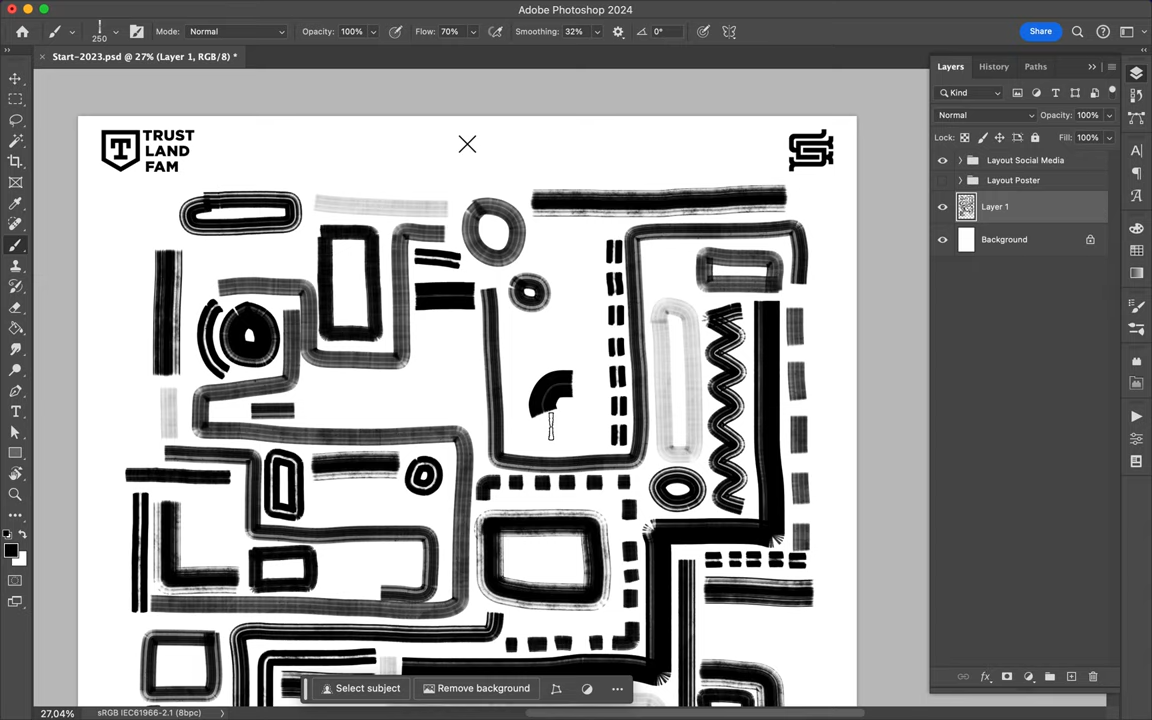 Adobe Photoshop 2024
250
Mode: Normal
Opacity: 100%
Flow: 70%
Smoothing: 32%
0°
Share
Start-2023.psd @ 27% (Layer 1, RGB/8) *
Layers
History
Paths
Kind
Normal
Opacity: 100%
Lock:
Fill: 100%
Layout Social Media
Layout Poster
Layer 1
Background
TRUST
LAND
FAM
Select subject
Remove background
27,04%
sRGB IEC61966-2.1 (8bpc)